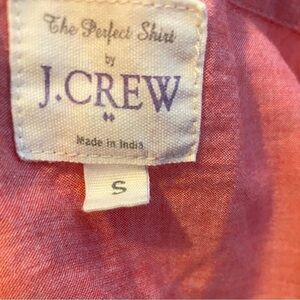 The Perfect Shirt
by
J.CREW
Made in India
S